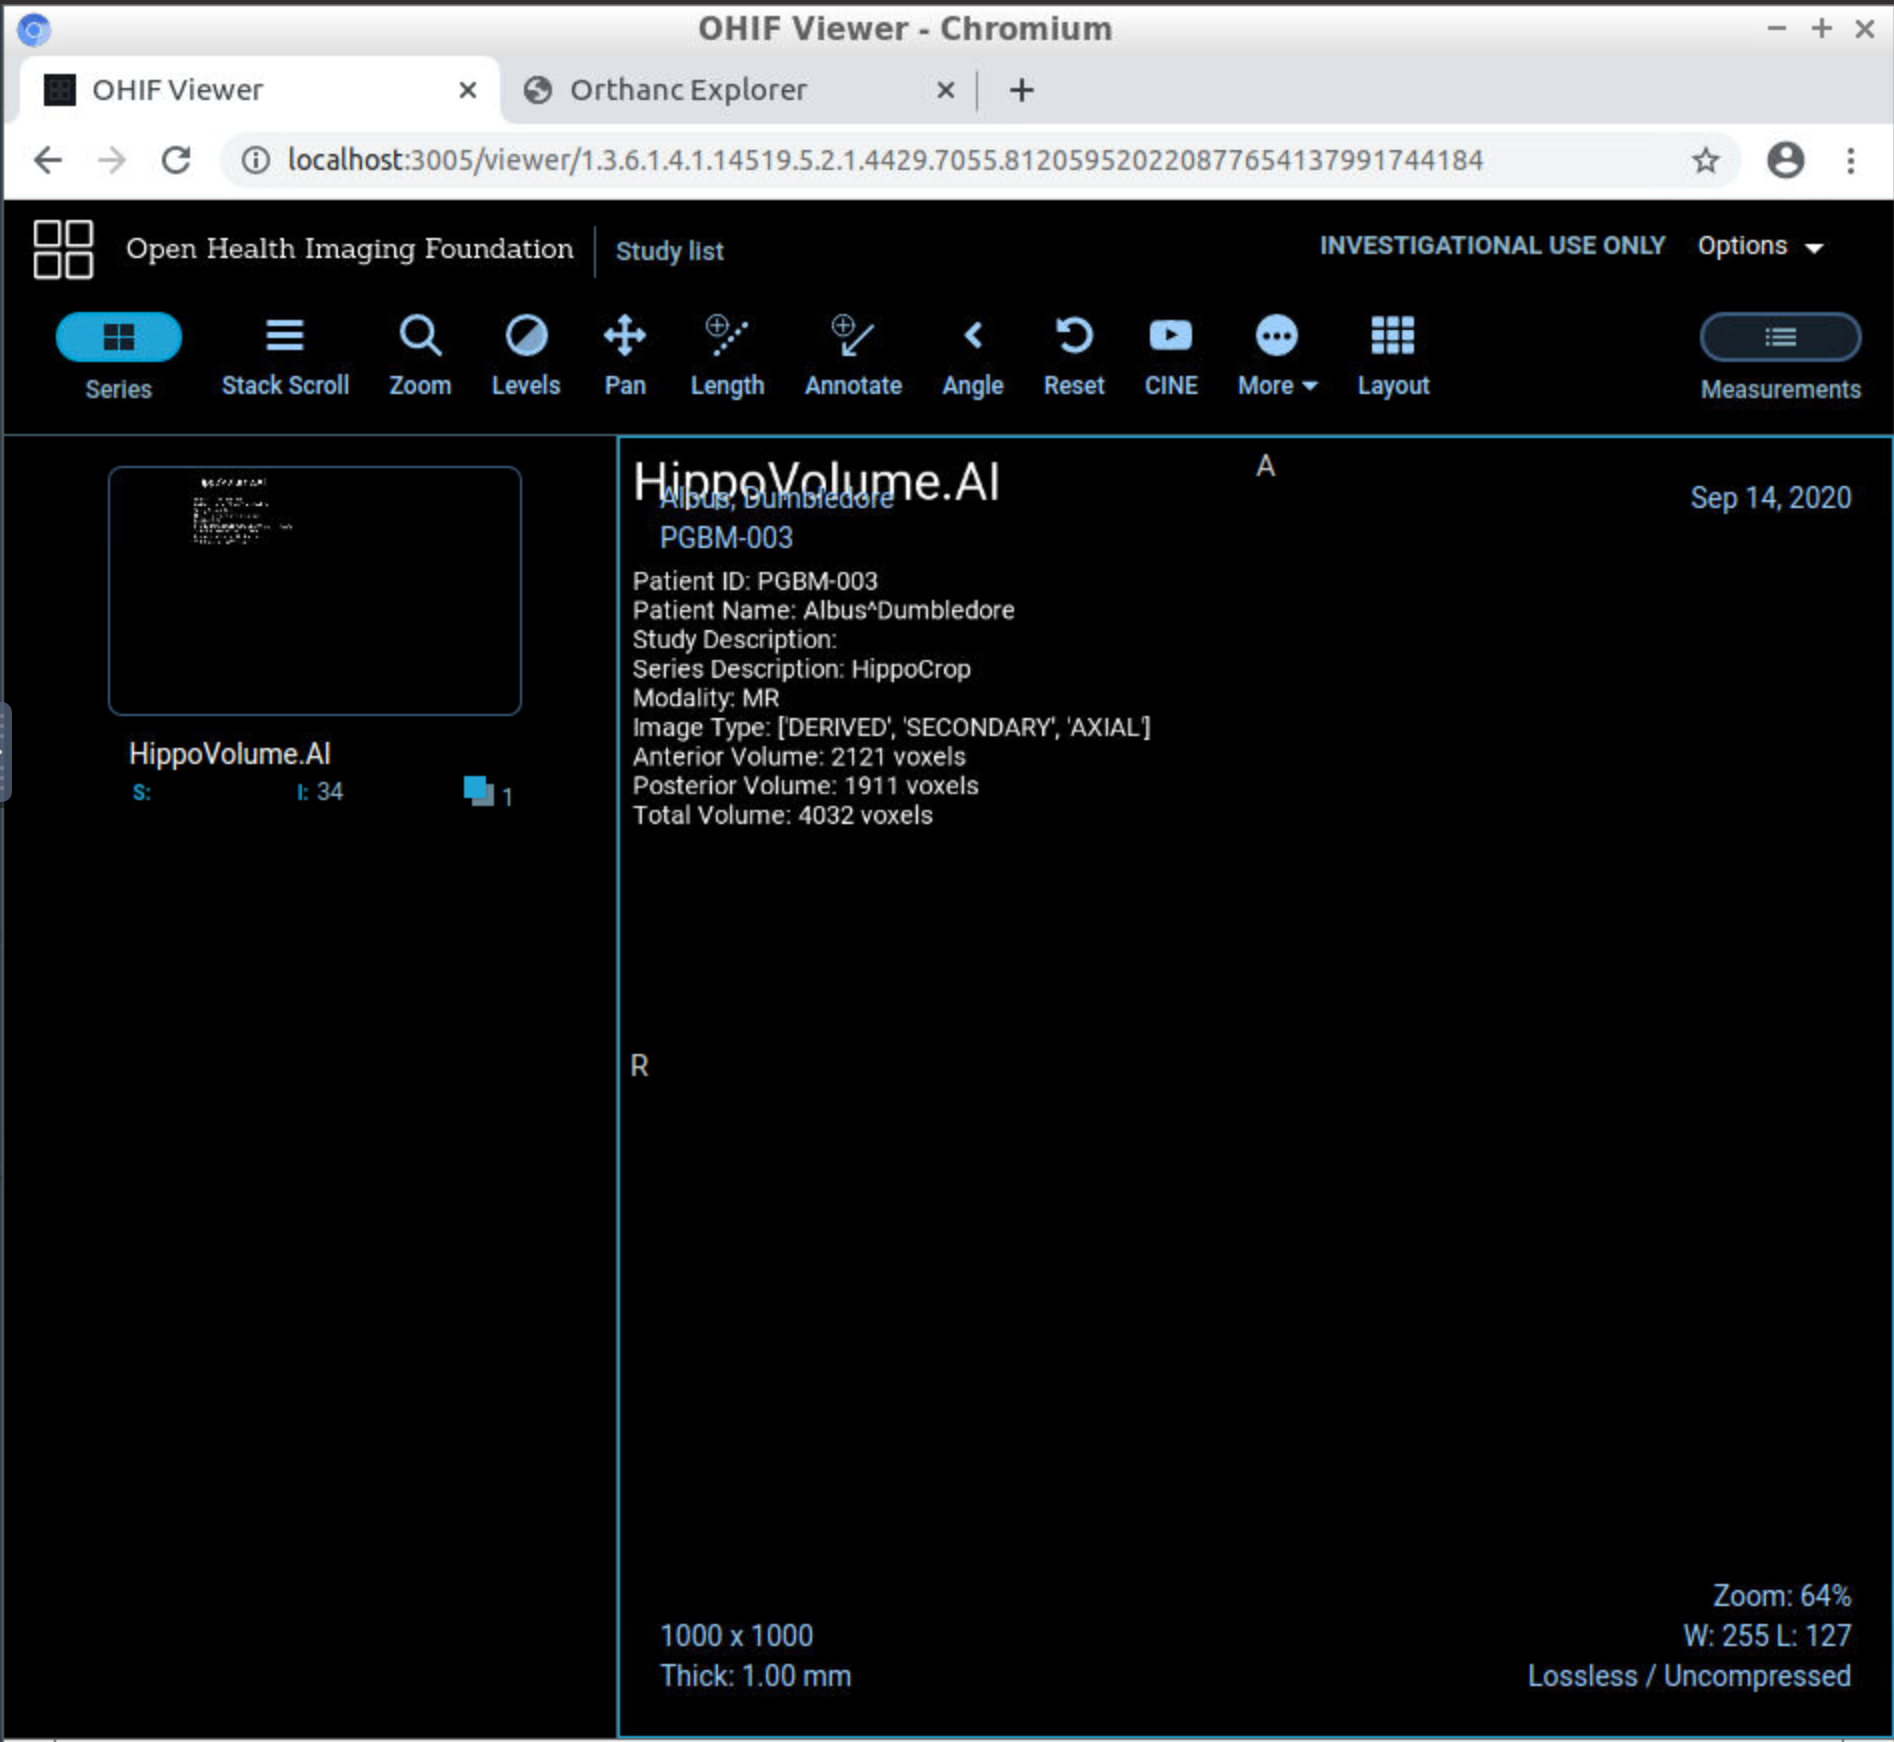 OHIF Viewer - Chromium
OHIF Viewer
Orthanc Explorer
localhost:3005/viewer/1.3.6.1.4.1.14519.5.2.1.4429.7055.812059520220877654137991744184
Open Health Imaging Foundation
Study list
INVESTIGATIONAL USE ONLY
Options
Series
Stack Scroll
Zoom
Levels
Pan
Length
Annotate
Angle
Reset
CINE
More
Layout
Measurements
HippoVolume.AI
S:
I: 34
1
A
HippoVolume.AI
Albus, Dumbledore
PGBM-003
Sep 14, 2020
Patient ID: PGBM-003
Patient Name: Albus^Dumbledore
Study Description:
Series Description: HippoCrop
Modality: MR
Image Type: ['DERIVED', 'SECONDARY', 'AXIAL']
Anterior Volume: 2121 voxels
Posterior Volume: 1911 voxels
Total Volume: 4032 voxels
R
1000 x 1000
Thick: 1.00 mm
Zoom: 64%
W: 255 L: 127
Lossless / Uncompressed